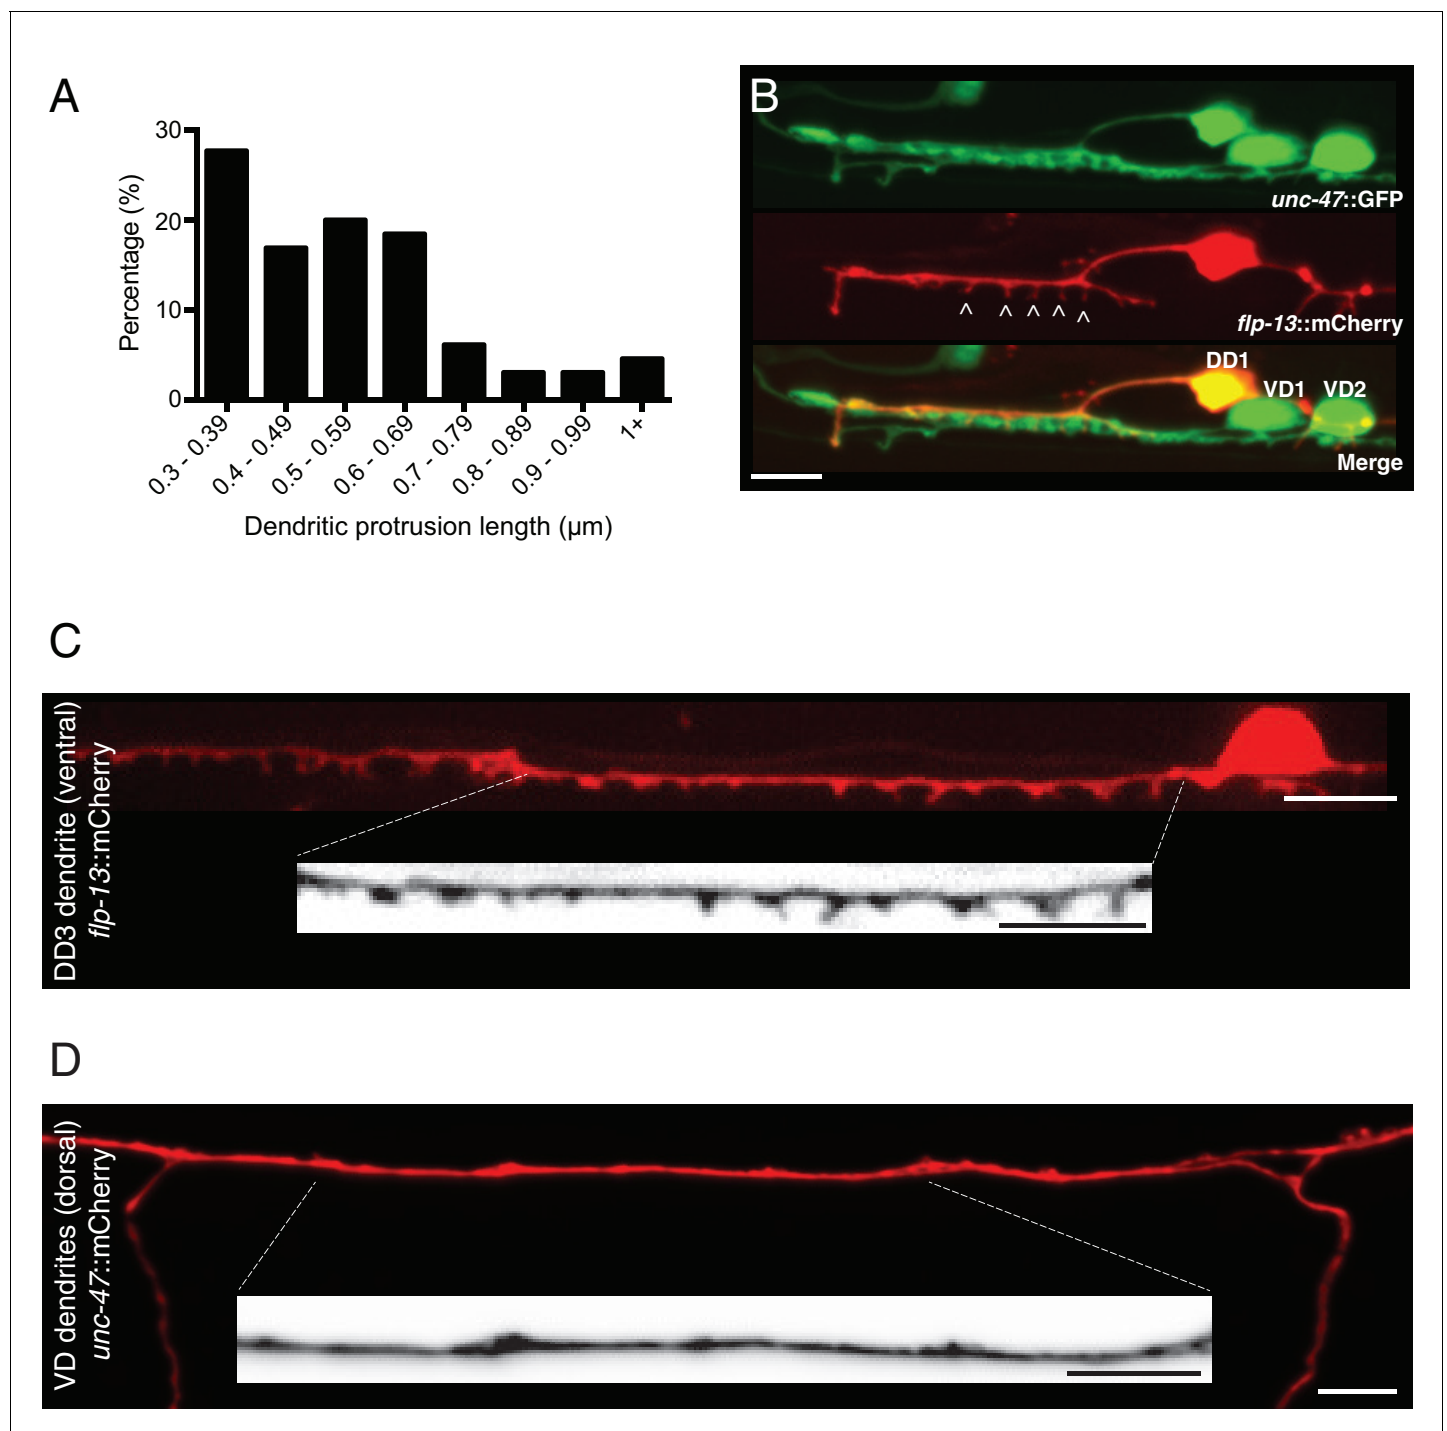 A
30
20
10
0
Percentage (%)
0.3 - 0.39
0.4 - 0.49
0.5 - 0.59
0.6 - 0.69
0.7 - 0.79
0.8 - 0.89
0.9 - 0.99
1+
Dendritic protrusion length (µm)
B
unc-47::GFP
flp-13::mCherry
^ ^ ^ ^ ^
DD1
VD1
VD2
Merge
C
DD3 dendrite (ventral)
flp-13::mCherry
D
VD dendrites (dorsal)
unc-47::mCherry